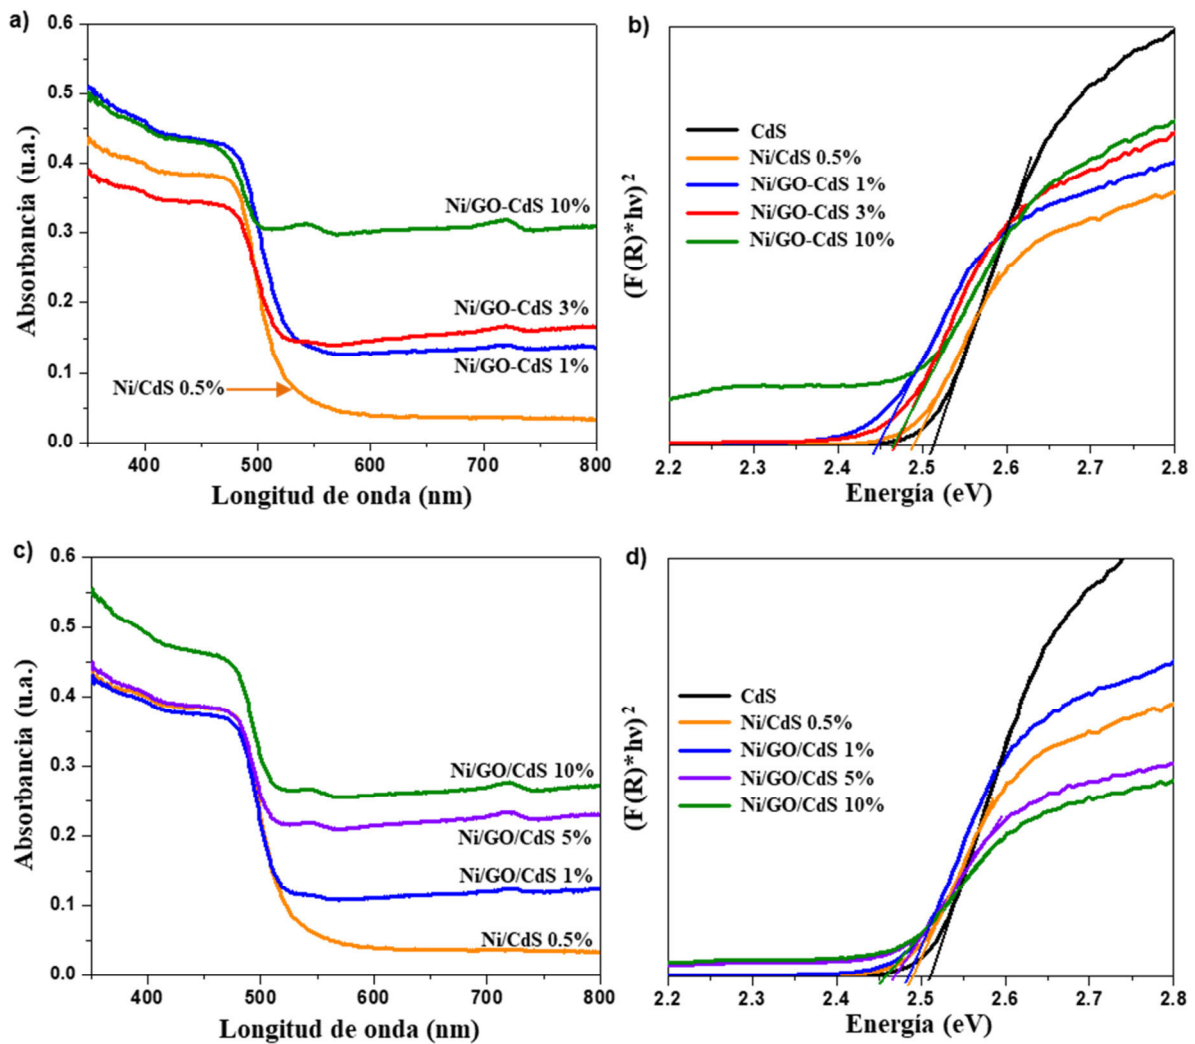 a)
0.6
0.5
0.4
0.3
0.2
0.1
0.0
Absorbancia (u.a.)
Ni/GO-CdS 10%
Ni/GO-CdS 3%
Ni/GO-CdS 1%
Ni/CdS 0.5%
400 500 600 700 800
Longitud de onda (nm)
b)
(F(R)*hν)²
CdS
Ni/CdS 0.5%
Ni/GO-CdS 1%
Ni/GO-CdS 3%
Ni/GO-CdS 10%
2.2 2.3 2.4 2.5 2.6 2.7 2.8
Energía (eV)
c)
0.6
0.5
0.4
0.3
0.2
0.1
0.0
Absorbancia (u.a.)
Ni/GO/CdS 10%
Ni/GO/CdS 5%
Ni/GO/CdS 1%
Ni/CdS 0.5%
400 500 600 700 800
Longitud de onda (nm)
d)
(F(R)*hν)²
CdS
Ni/CdS 0.5%
Ni/GO/CdS 1%
Ni/GO/CdS 5%
Ni/GO/CdS 10%
2.2 2.3 2.4 2.5 2.6 2.7 2.8
Energía (eV)